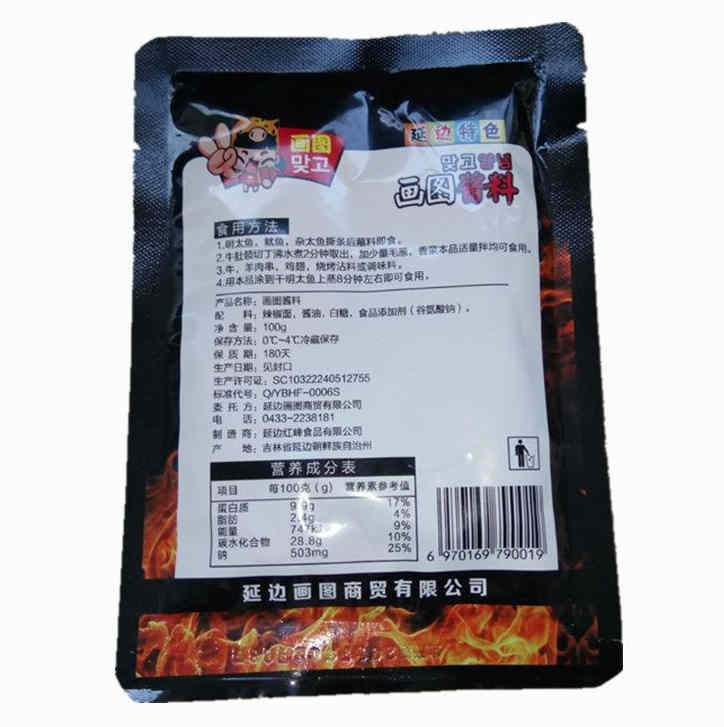 画图
맞고
延边特色
맞고양념
画图酱料
食用方法
1.明太鱼，鱿鱼，杂太鱼撕条后蘸料即食。
2.牛肚领切丁沸水煮2分钟取出，加少量毛葱，香菜本品适量拌均可食用。
3.牛，羊肉串，鸡翅，烧烤沾料或调味料。
4.用本品涂到干明太鱼上蒸8分钟左右即可食用。
产品名称：画图酱料
配 料：辣椒面，酱油，白糖，食品添加剂（谷氨酸钠）。
净 含 量：100g
保存方法：0℃~4℃冷藏保存
保 质 期：180天
生产日期：见封口
生产许可证：SC10322240512755
标准代号：Q/YBHF-0006S
委 托 方：延边画图商贸有限公司
电 话：0433-2238181
制 造 商：延边红峰食品有限公司
产 地：吉林省延边朝鲜族自治州
营养成分表
项目 每100克（g） 营养素参考值
蛋白质 9.9g 17%
脂肪 2.4g 4%
能量 9%
碳水化合物 28.8g 10%
钠 503mg 25%
6 970169 790019
延边画图商贸有限公司